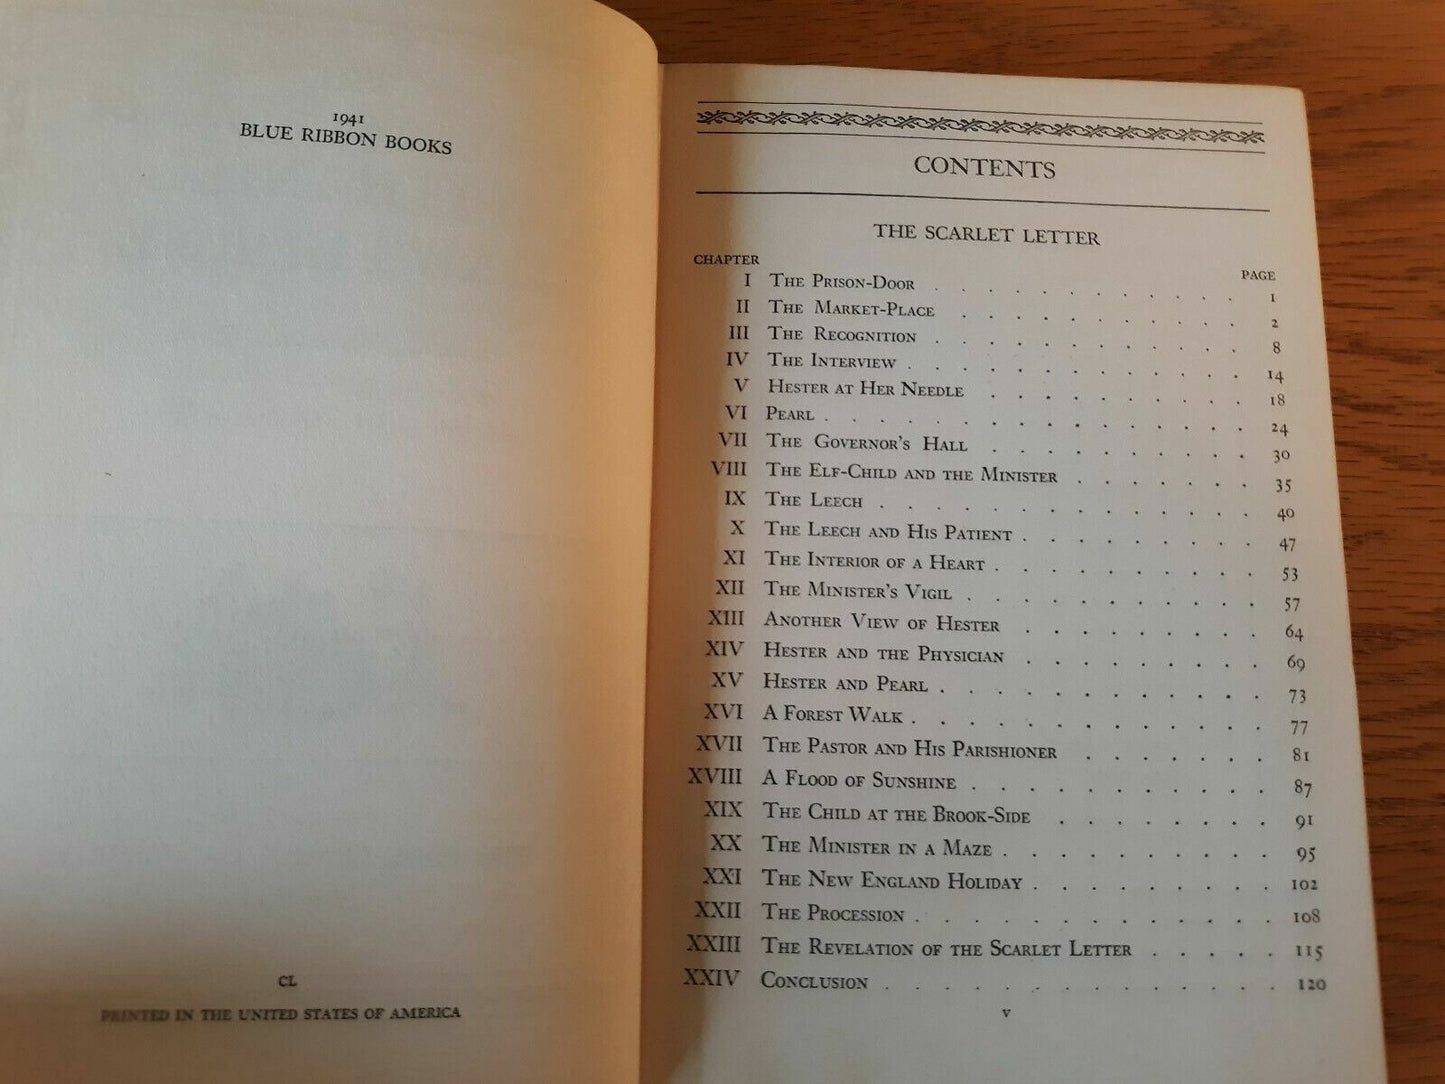 1941
BLUE RIBBON BOOKS
CL
PRINTED IN THE UNITED STATES OF AMERICA
CONTENTS
THE SCARLET LETTER
CHAPTER PAGE
I The Prison-Door . . . . . . . . . . . . 1
II The Market-Place . . . . . . . . . . . 2
III The Recognition . . . . . . . . . . . . 8
IV The Interview . . . . . . . . . . . . . 14
V Hester at Her Needle . . . . . . . . . . 18
VI Pearl . . . . . . . . . . . . . . . . 24
VII The Governor's Hall . . . . . . . . . . 30
VIII The Elf-Child and the Minister . . . . . . . 35
IX The Leech . . . . . . . . . . . . . . 40
X The Leech and His Patient . . . . . . . . . 47
XI The Interior of a Heart . . . . . . . . . . 53
XII The Minister's Vigil . . . . . . . . . . . 57
XIII Another View of Hester . . . . . . . . . 64
XIV Hester and the Physician . . . . . . . . . 69
XV Hester and Pearl . . . . . . . . . . . . 73
XVI A Forest Walk . . . . . . . . . . . . . 77
XVII The Pastor and His Parishioner . . . . . . . 81
XVIII A Flood of Sunshine . . . . . . . . . . . 87
XIX The Child at the Brook-Side . . . . . . . . 91
XX The Minister in a Maze . . . . . . . . . . 95
XXI The New England Holiday . . . . . . . . . 102
XXII The Procession . . . . . . . . . . . . . 108
XXIII The Revelation of the Scarlet Letter . . . . . 115
XXIV Conclusion . . . . . . . . . . . . . . 120
v